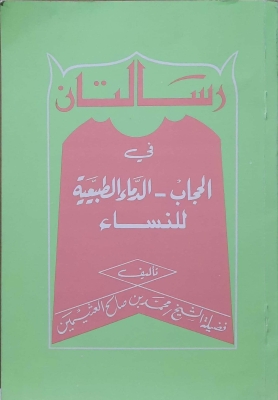 رسالتان
في
الحجاب - الدماء الطبيعية
للنساء
تأليف
فضيلة الشيخ محمد بن صالح العثيمين